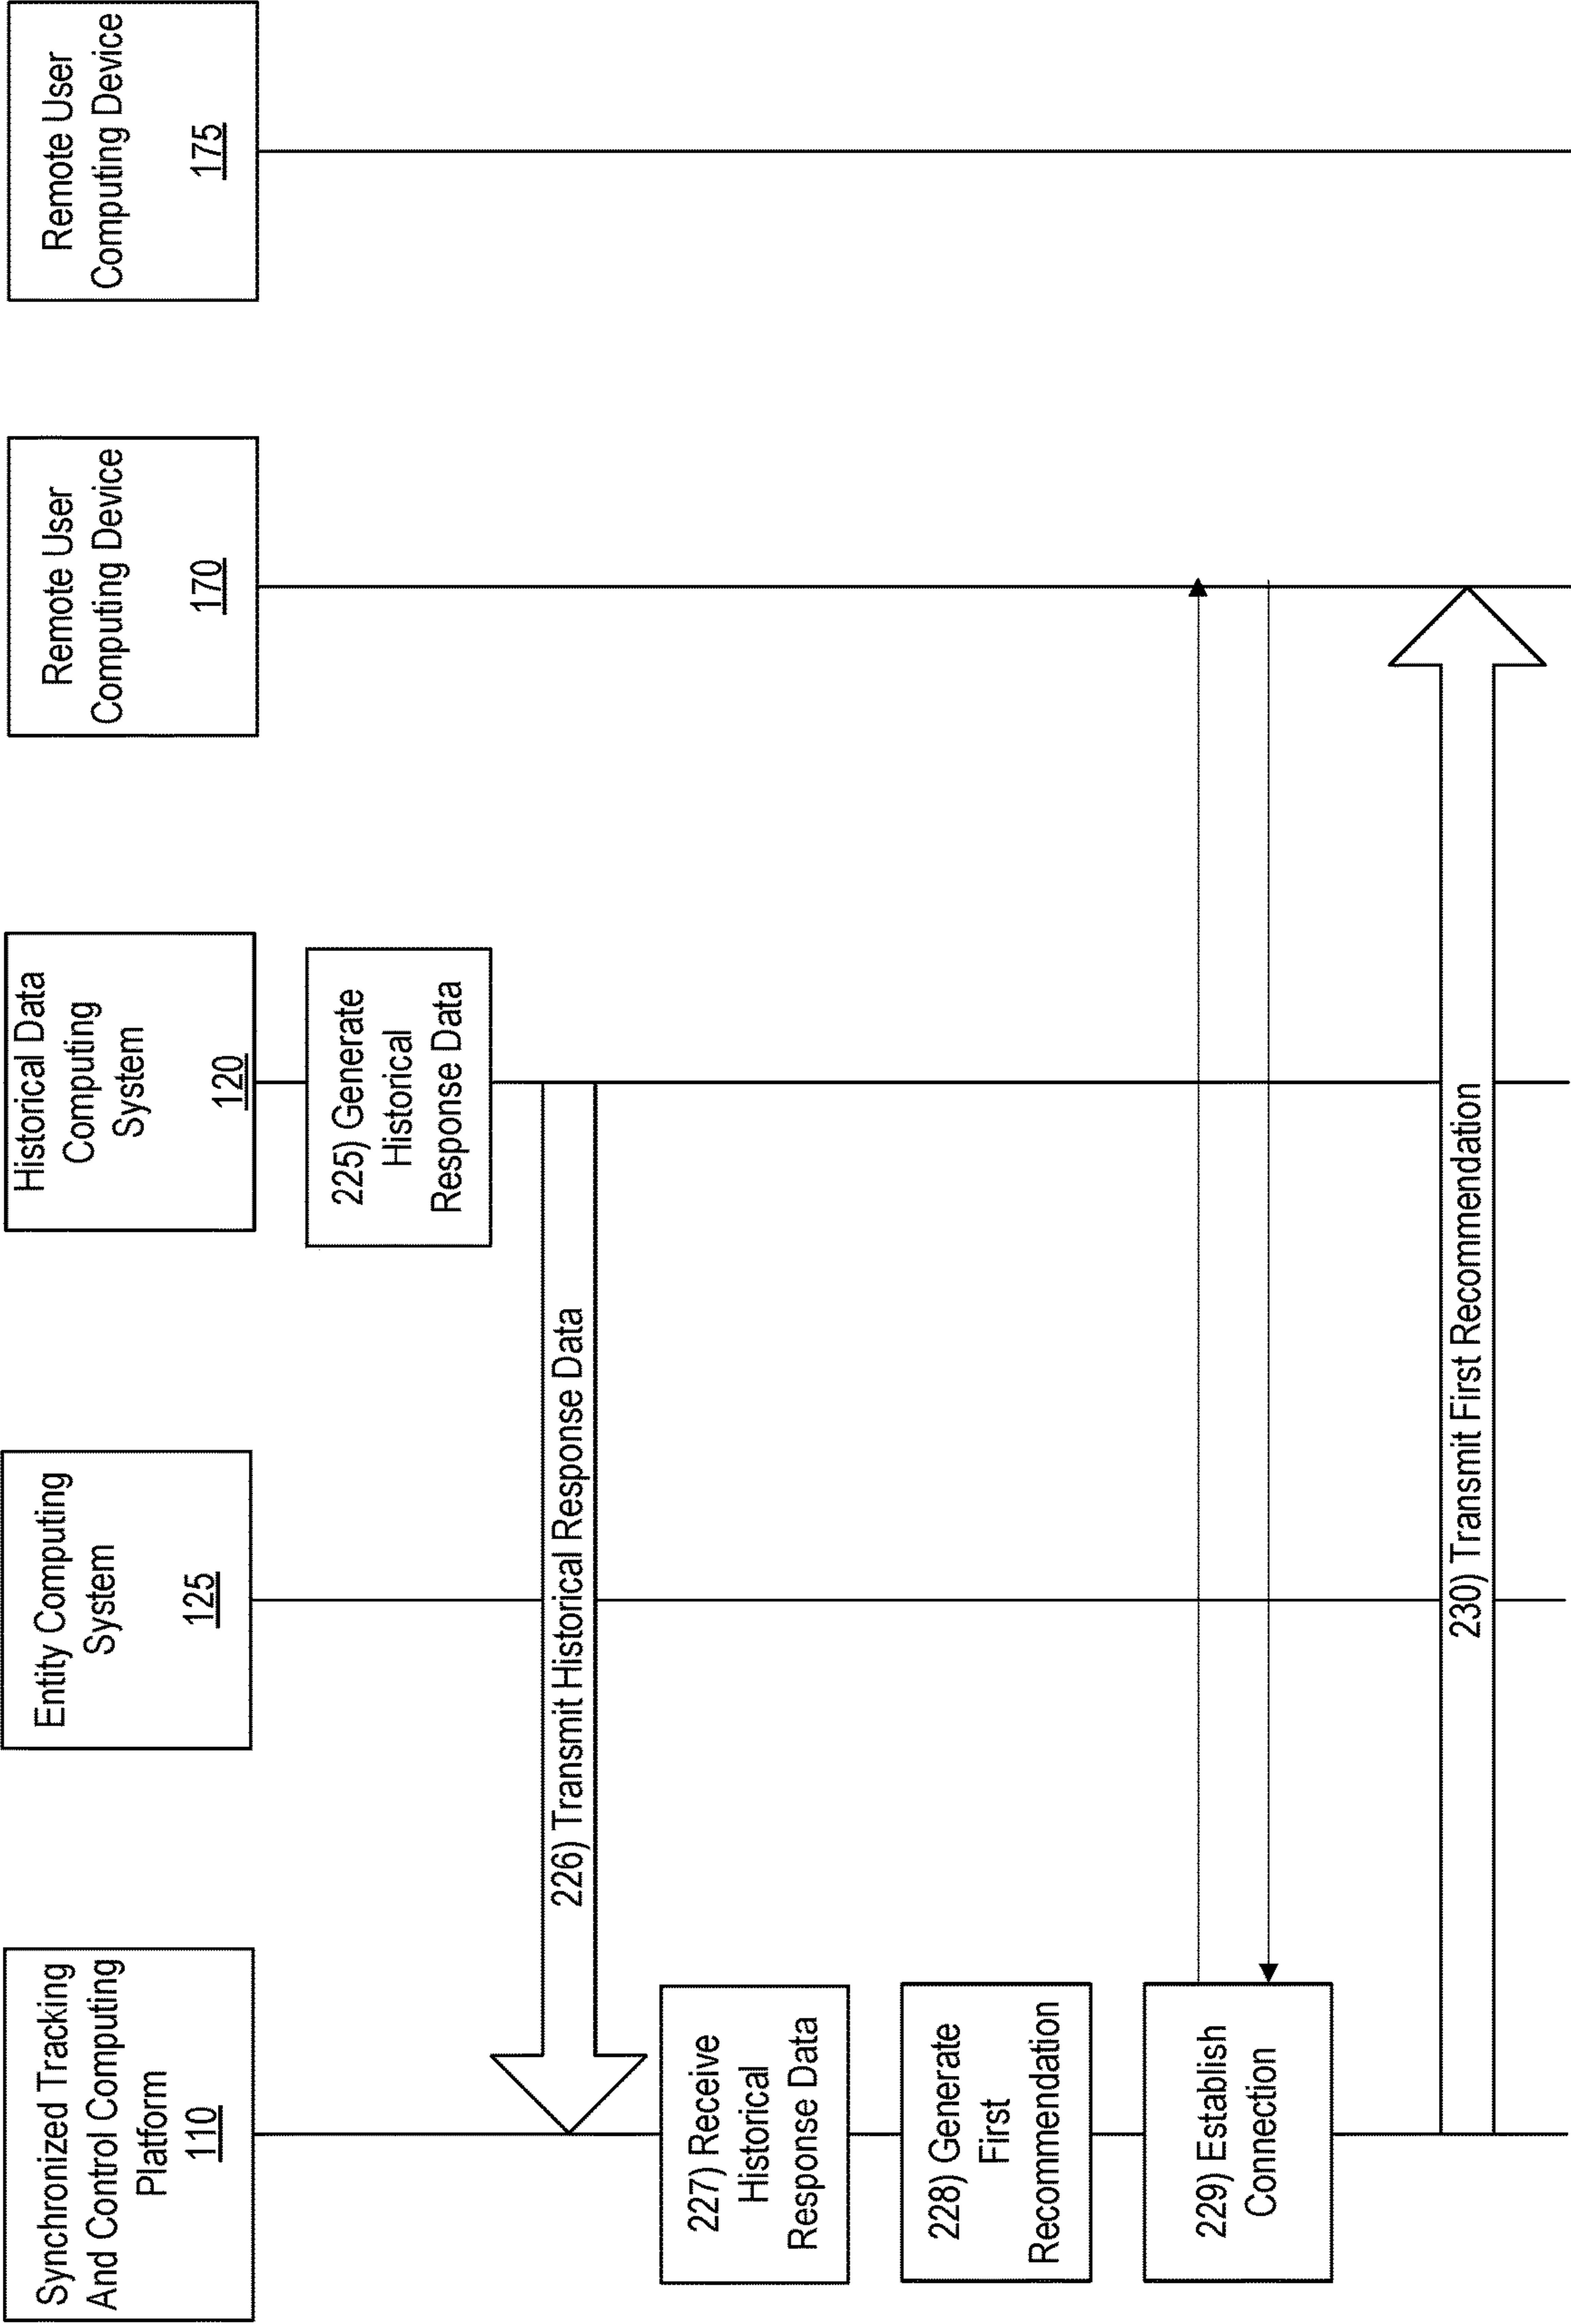 Synchronized Tracking
And Control Computing
Platform
110
Entity Computing
System
125
Historical Data
Computing
System
120
Remote User
Computing Device
170
Remote User
Computing Device
175
225) Generate
Historical
Response Data
226) Transmit Historical Response Data
227) Receive
Historical
Response Data
228) Generate
First
Recommendation
229) Establish
Connection
230) Transmit First Recommendation